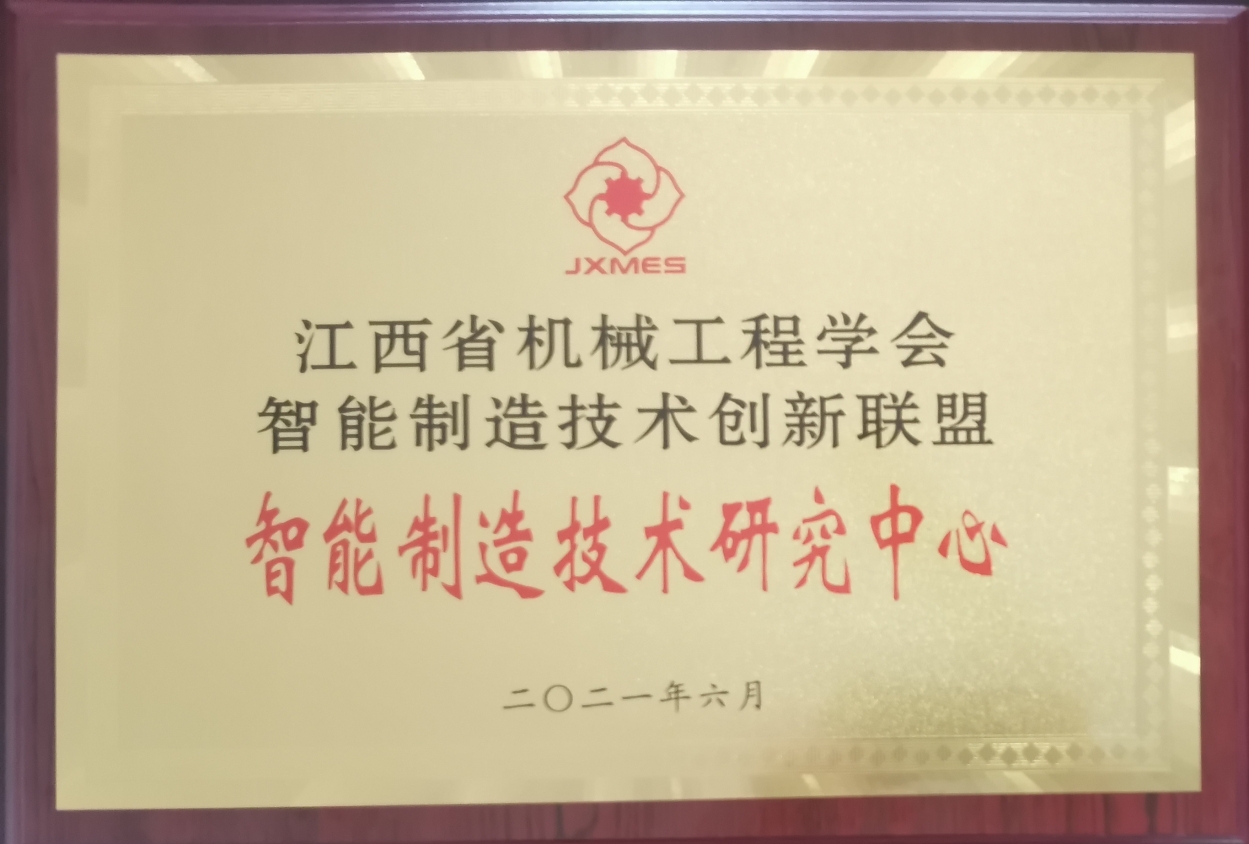 JXMES
江西省机械工程学会
智能制造技术创新联盟
智能制造技术研究中心
二〇二一年六月